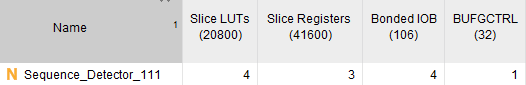 Name 1 Slice LUTs (20800) Slice Registers (41600) Bonded IOB (106) BUFGCTRL (32)
N Sequence_Detector_111 4 3 4 1